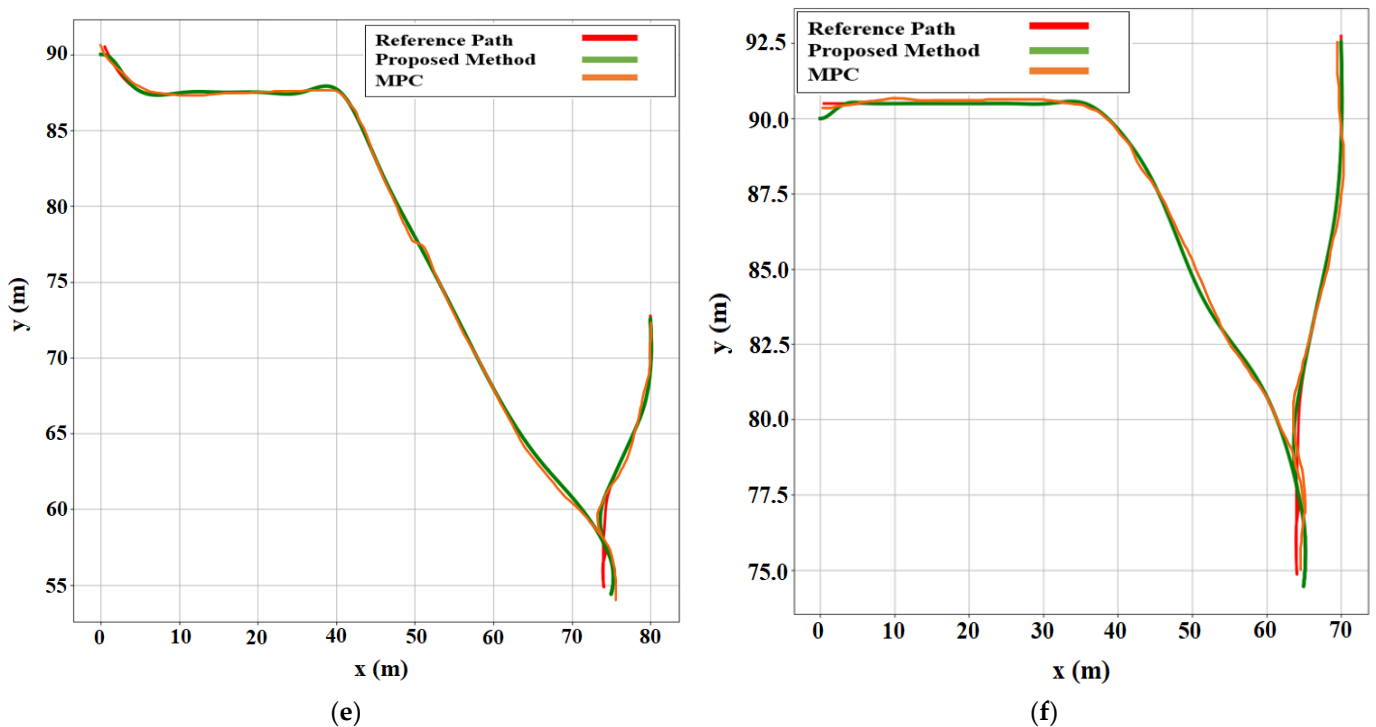 Reference Path
Proposed Method
MPC
90
85
80
75
70
65
60
55
0 10 20 40 50 60 70 80
x (m)
y (m)
(e)
Reference Path
Proposed Method
MPC
92.5
90.0
87.5
85.0
82.5
80.0
77.5
75.0
0 10 20 30 40 50 60 70
x (m)
y (m)
(f)